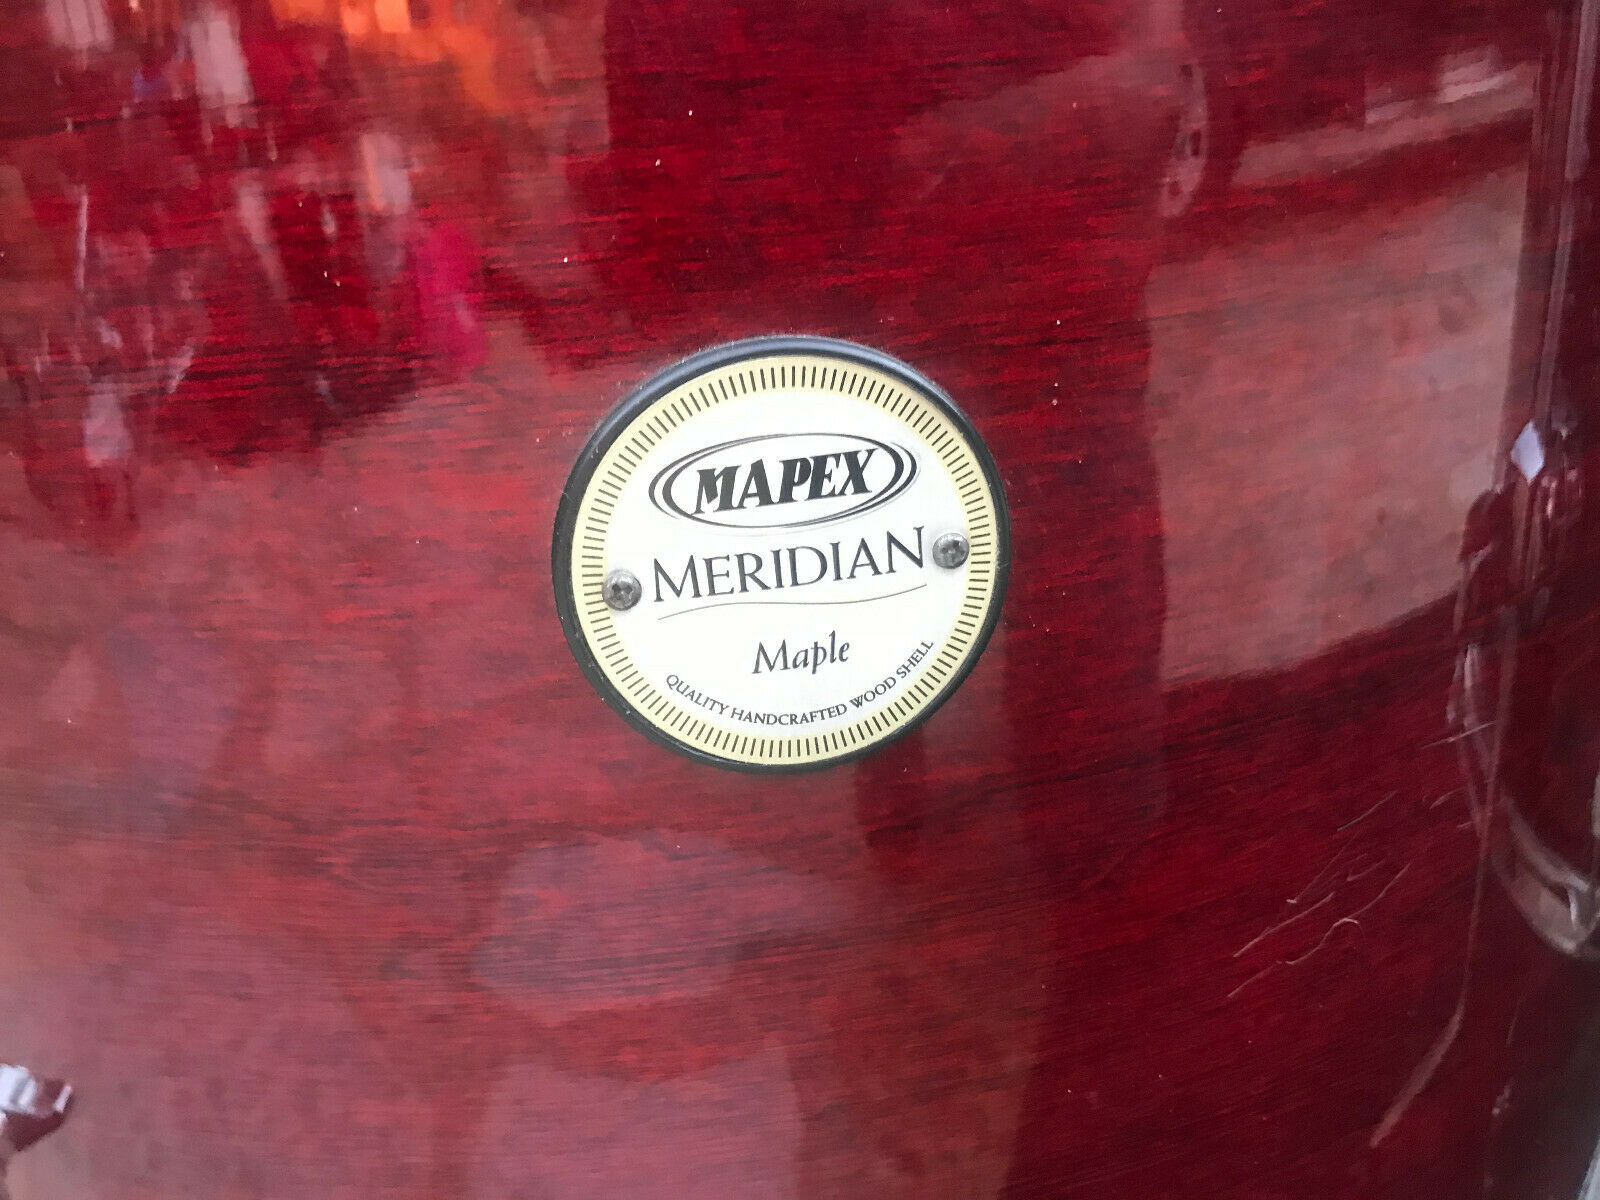 MAPEX
MERIDIAN
Maple
QUALITY HANDCRAFTED WOOD SHELL